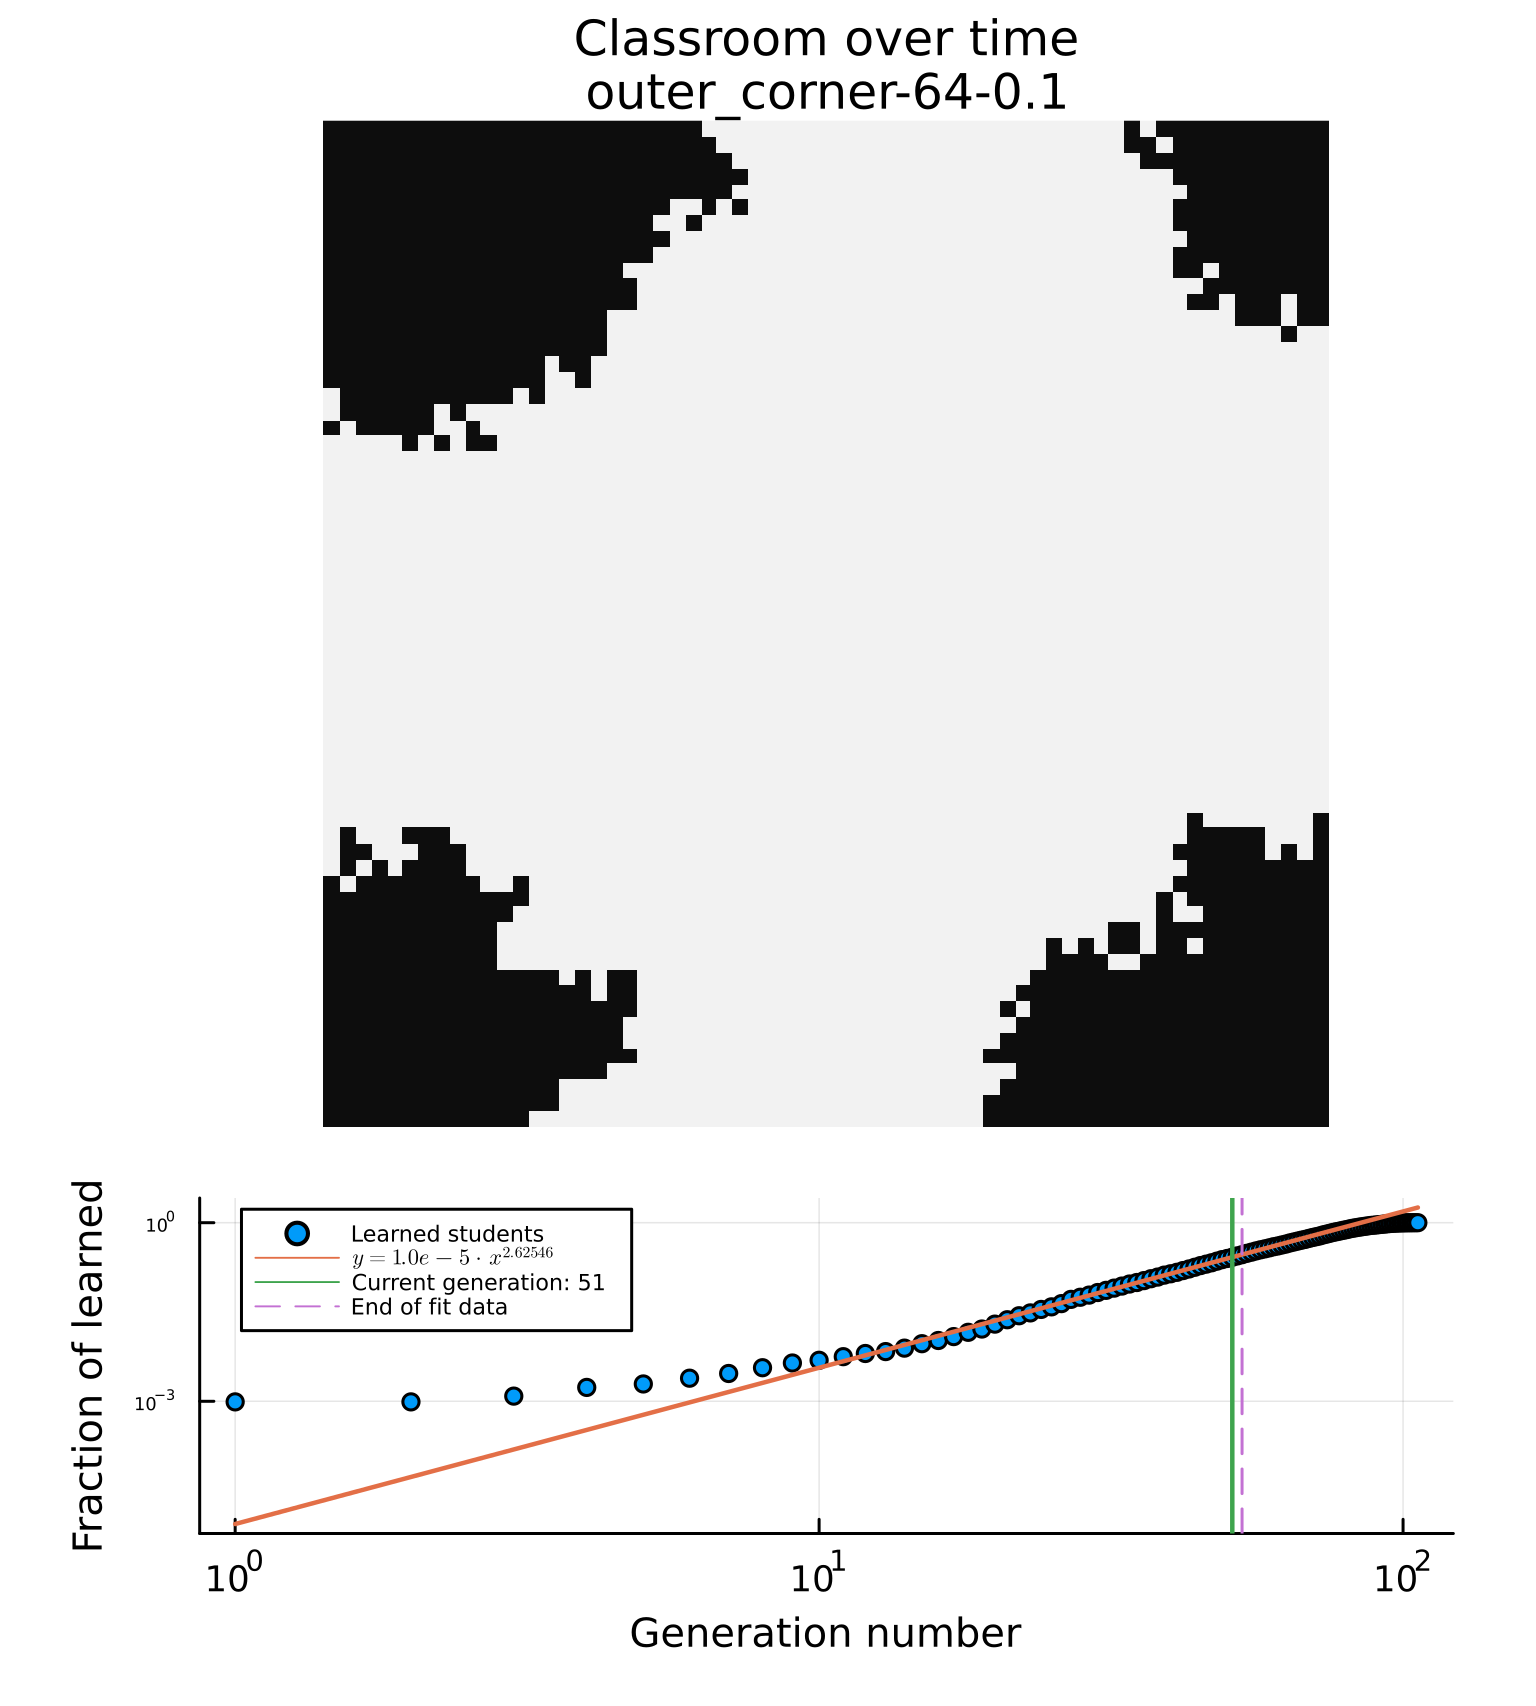 Classroom over time
outer_corner-64-0.1
Fraction of learned
10^0
10^-3
Learned students
y = 1.0e − 5 · x^2.62546
Current generation: 51
End of fit data
10^0 10^1 10^2
Generation number